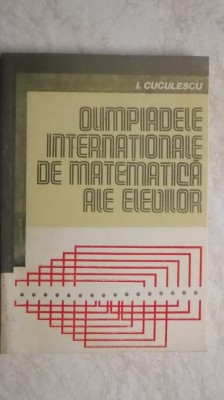 I. CUCULESCU
OLIMPIADELE
INTERNAȚIONALE
DE MATEMATICĂ
ALE ELEVILOR